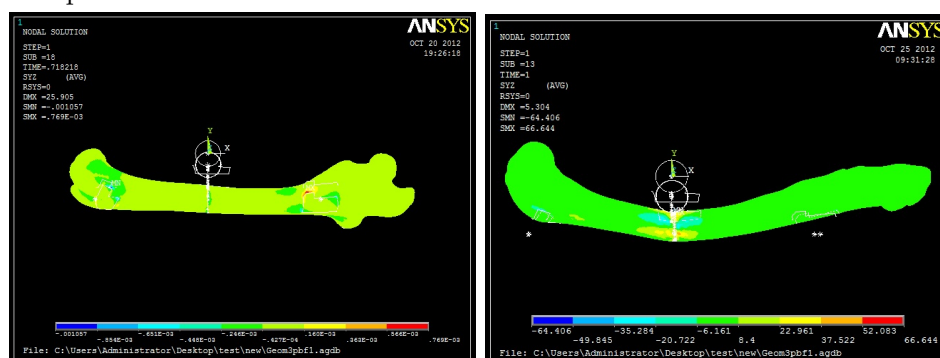 1
NODAL SOLUTION
STEP=1
SUB =18
TIME=.718218
SYZ (AVG)
RSYS=0
DMX =25.905
SMN =-.001057
SMX =.769E-03
ANSYS
OCT 20 2012
19:26:18
Y
X
-.001057
-.854E-03
-.651E-03
-.448E-03
-.246E-03
-.427E-04
.160E-03
.363E-03
.566E-03
.769E-03
File: C:\Users\Administrator\Desktop\test\new\Geom3pbf1.agdb
1
NODAL SOLUTION
STEP=1
SUB =13
TIME=1
SYZ (AVG)
RSYS=0
DMX =5.304
SMN =-64.406
SMX =66.644
ANSYS
OCT 25 2012
09:31:28
Y
X
*
**
-64.406
-49.845
-35.284
-20.722
-6.161
8.4
22.961
37.522
52.083
66.644
File: C:\Users\Administrator\Desktop\test\new\Geom3pbf1.agdb